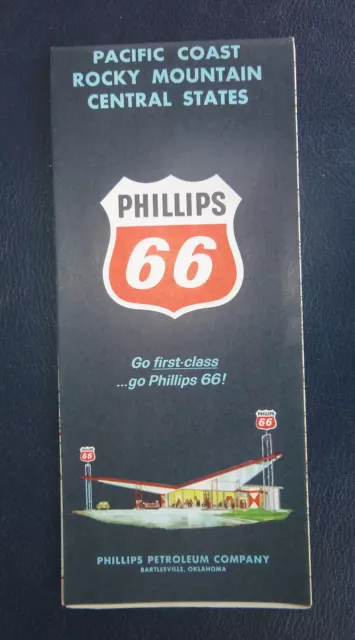 PACIFIC COAST
ROCKY MOUNTAIN
CENTRAL STATES
PHILLIPS
66
Go first-class
...go Phillips 66!
PHILLIPS
66
66
PHILLIPS PETROLEUM COMPANY
BARTLESVILLE, OKLAHOMA